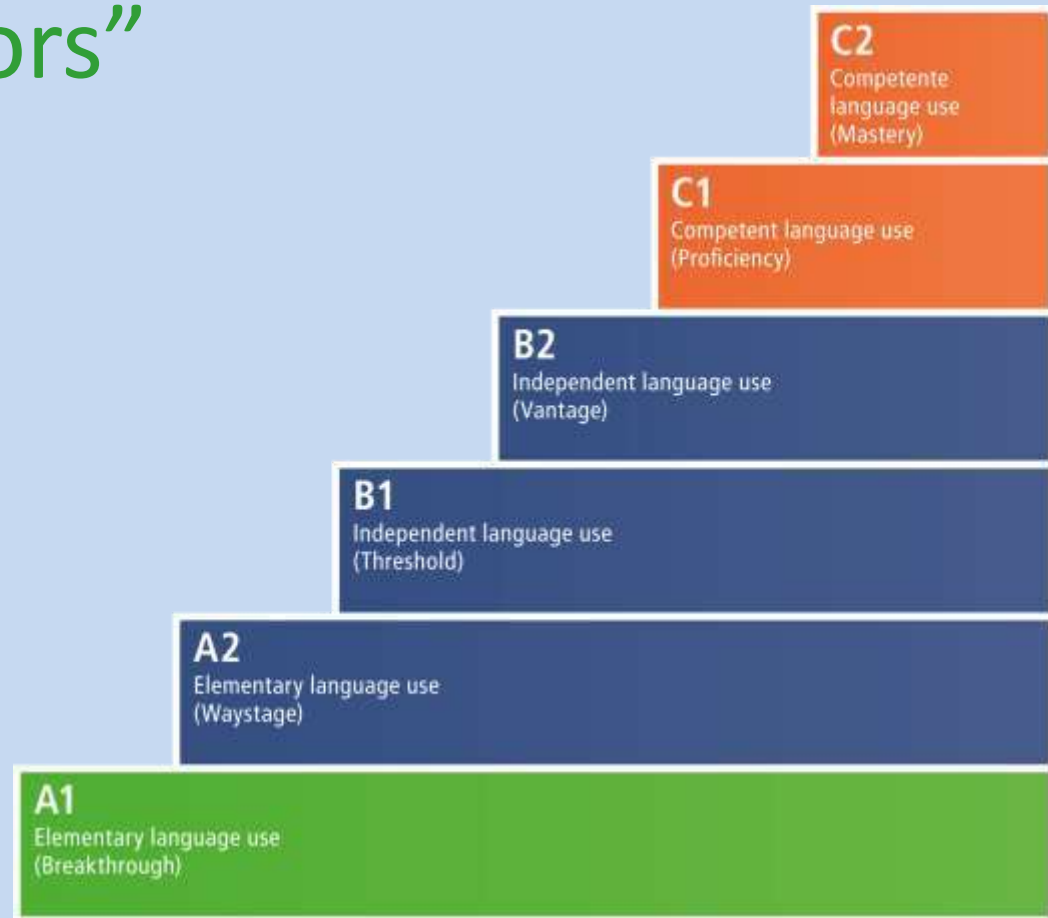 ors”
C2
Competente
language use
(Mastery)
C1
Competent language use
(Proficiency)
B2
Independent language use
(Vantage)
B1
Independent language use
(Threshold)
A2
Elementary language use
(Waystage)
A1
Elementary language use
(Breakthrough)